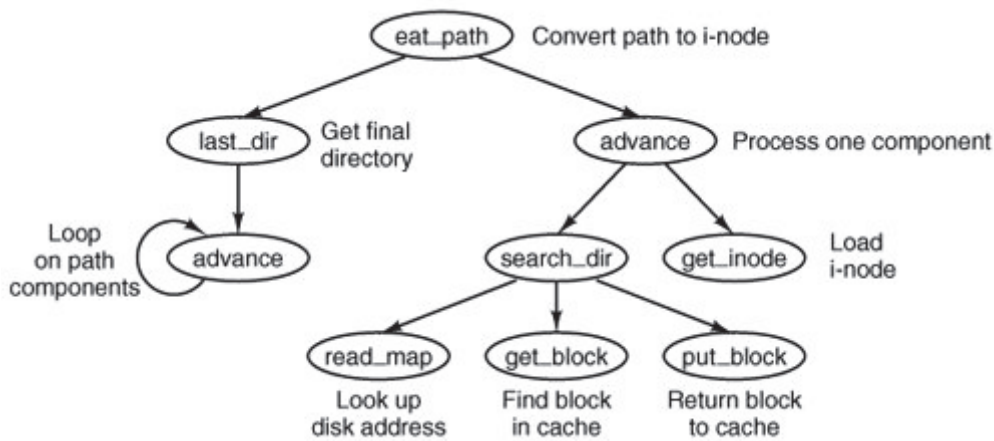 eat_path
Convert path to i-node
last_dir
Get final
directory
advance
Process one component
Loop
on path
components
advance
search_dir
get_inode
Load
i-node
read_map
get_block
put_block
Look up
disk address
Find block
in cache
Return block
to cache